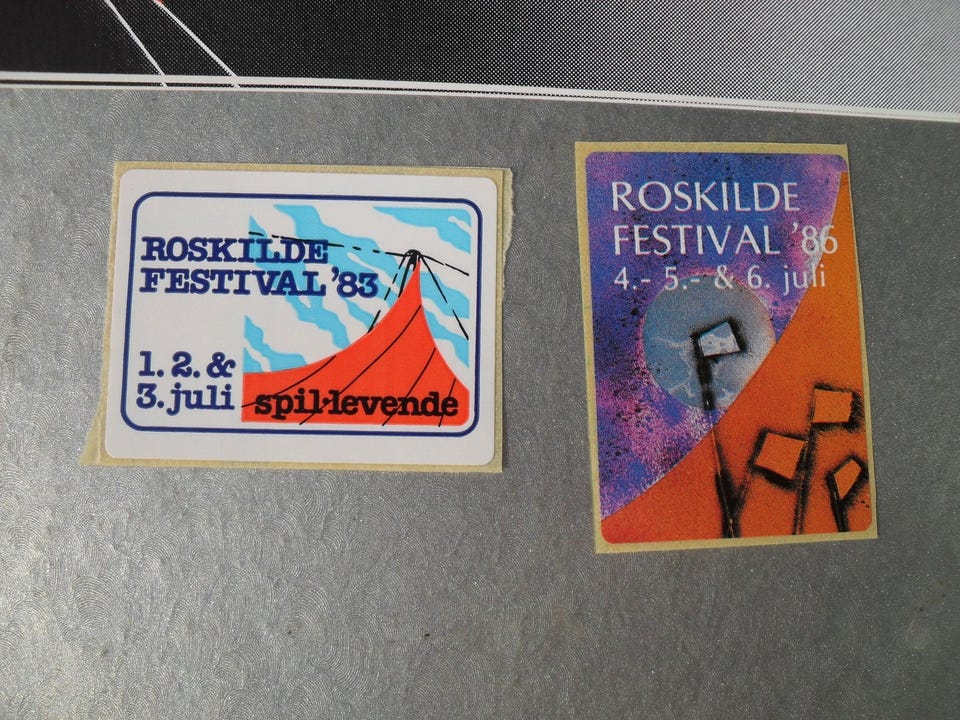 ROSKILDE
FESTIVAL '83
1. 2. &
3. juli
spil·levende
ROSKILDE
FESTIVAL '86
4.- 5.- & 6. juli